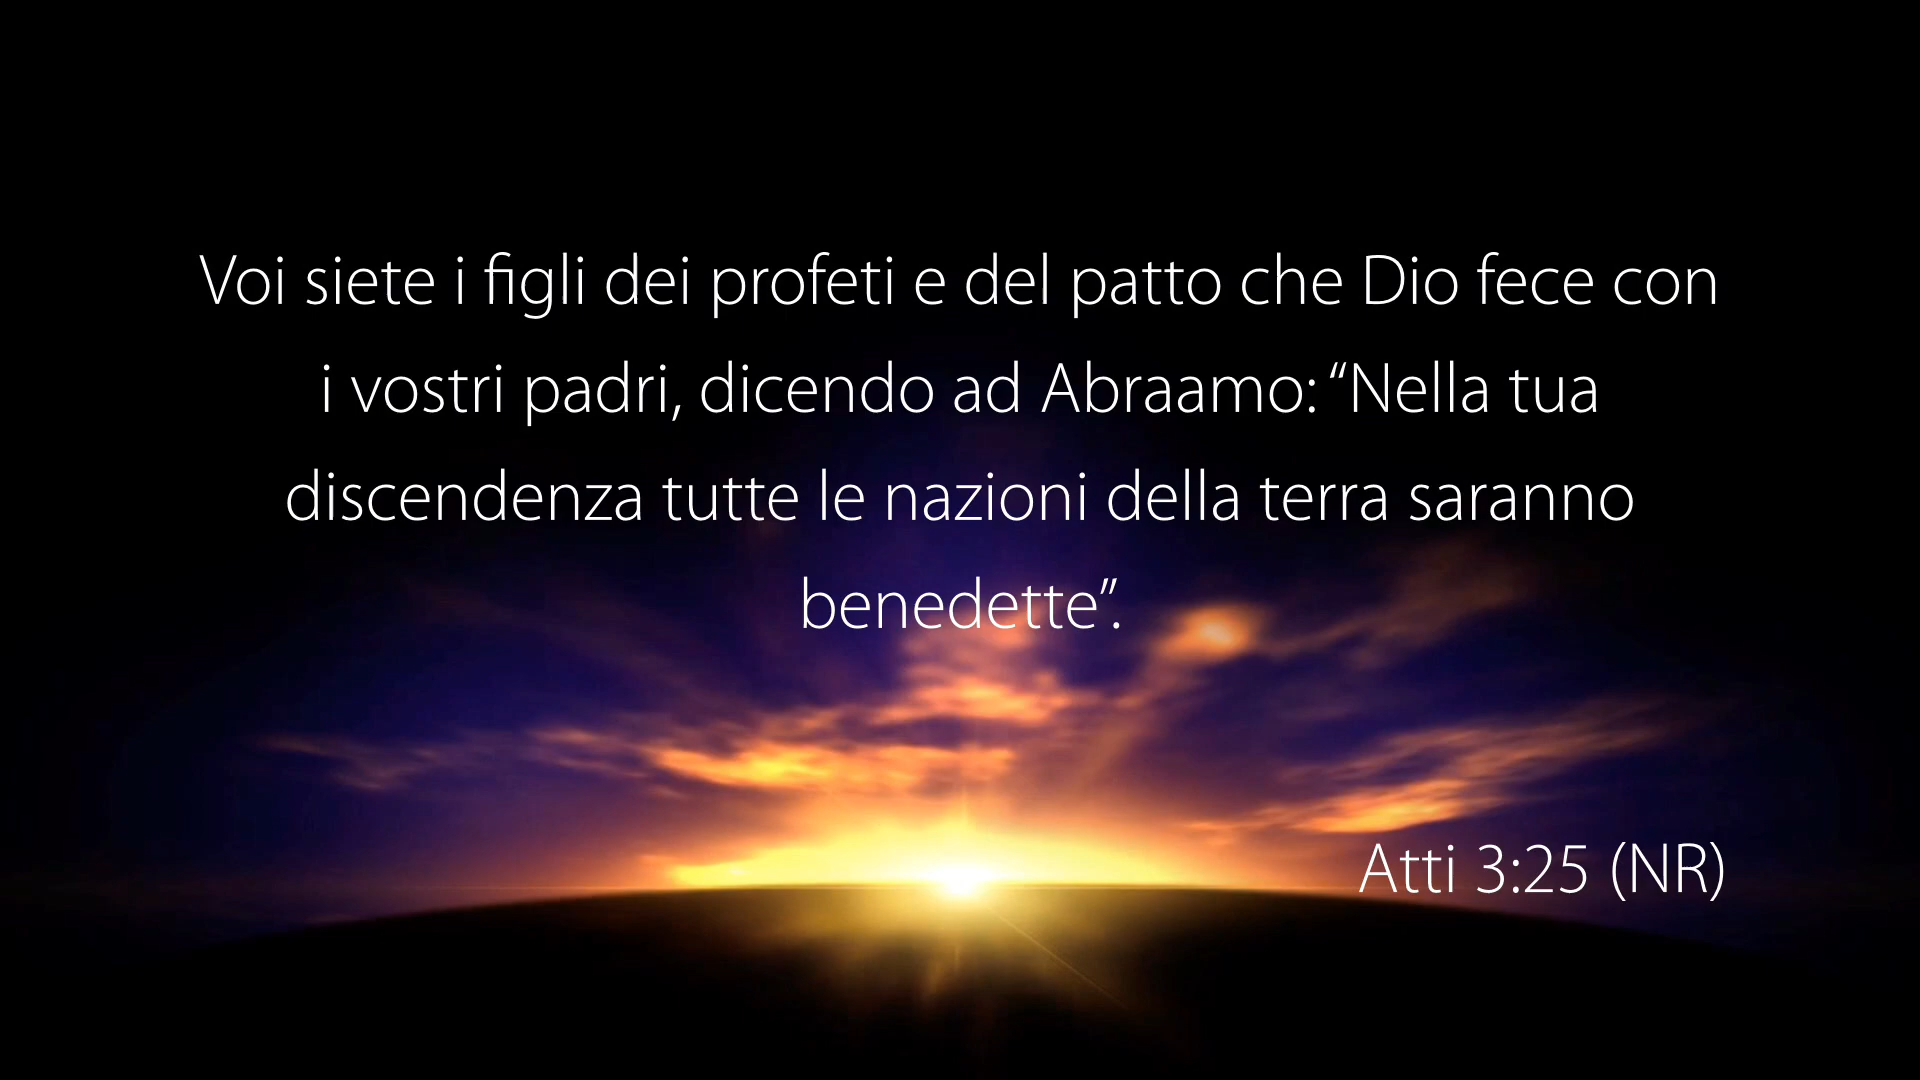 Voi siete i figli dei profeti e del patto che Dio fece con
i vostri padri, dicendo ad Abraamo: “Nella tua
discendenza tutte le nazioni della terra saranno
benedette”.
Atti 3:25 (NR)